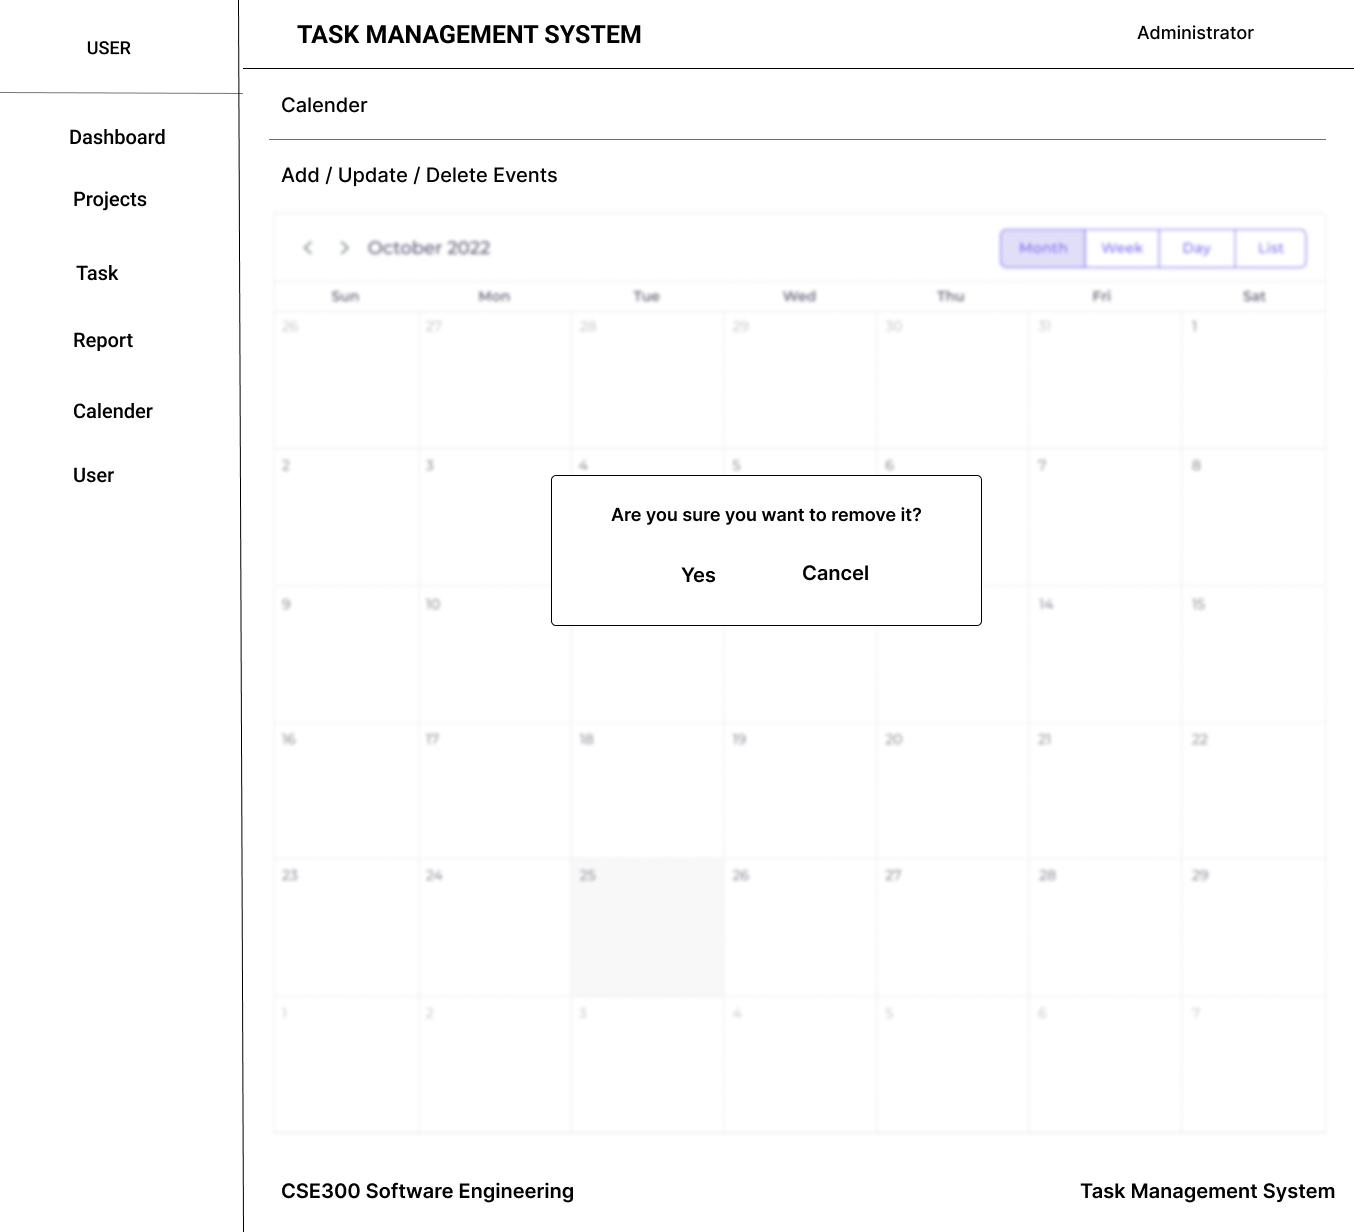 USER
TASK MANAGEMENT SYSTEM
Administrator
Dashboard
Projects
Task
Report
Calender
User
Calender
Add / Update / Delete Events
October 2022
Month Week Day List
Sun Mon Tue Wed Thu Fri Sat
26 27 28 29 30 31 1
2 3 4 5 6 7 8
Are you sure you want to remove it?
Yes Cancel
9 10 14 15
16 17 18 19 20 21 22
23 24 25 26 27 28 29
1 2 3 4 5 6 7
CSE300 Software Engineering
Task Management System